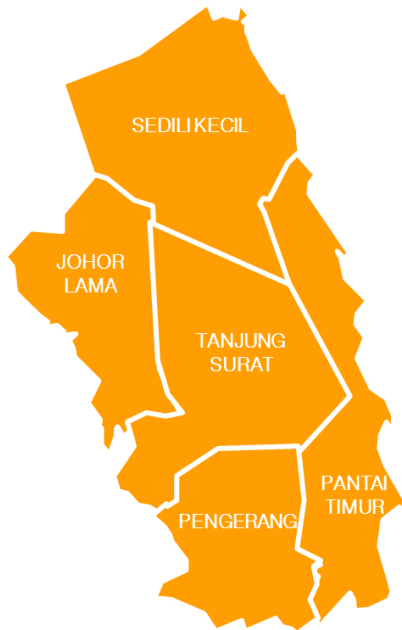 SEDILI KECIL
JOHOR
LAMA
TANJUNG
SURAT
PANTAI
TIMUR
PENGERANG